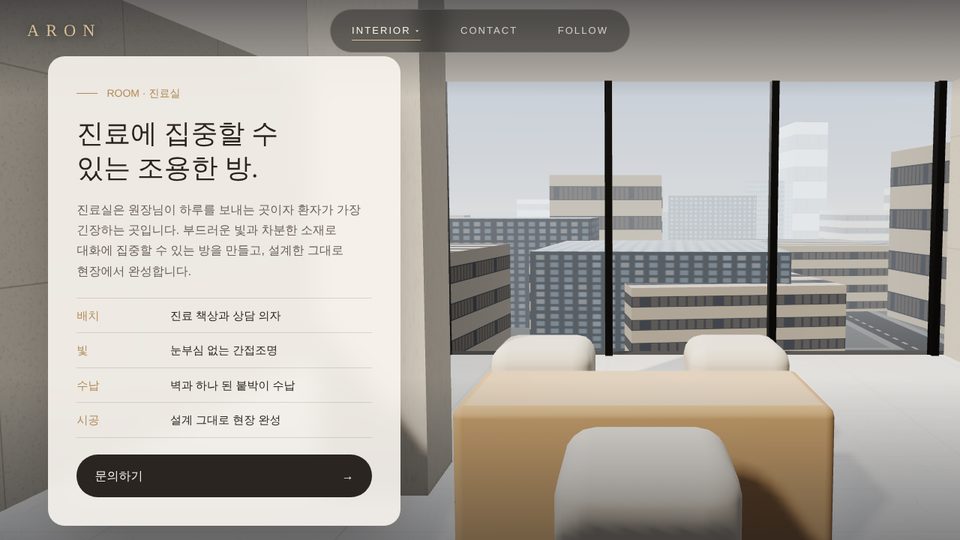 ARON
INTERIOR
CONTACT
FOLLOW
ROOM · 진료실
진료에 집중할 수
있는 조용한 방.
진료실은 원장님이 하루를 보내는 곳이자 환자가 가장
긴장하는 곳입니다. 부드러운 빛과 차분한 소재로
대화에 집중할 수 있는 방을 만들고, 설계한 그대로
현장에서 완성합니다.
배치 진료 책상과 상담 의자
빛 눈부심 없는 간접조명
수납 벽과 하나 된 붙박이 수납
시공 설계 그대로 현장 완성
문의하기 →